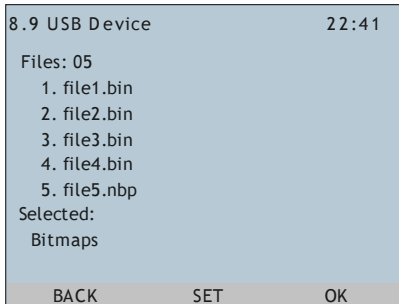 8.9 USB Device 22:41
Files: 05
1. file1.bin
2. file2.bin
3. file3.bin
4. file4.bin
5. file5.nbp
Selected:
Bitmaps
BACK SET OK